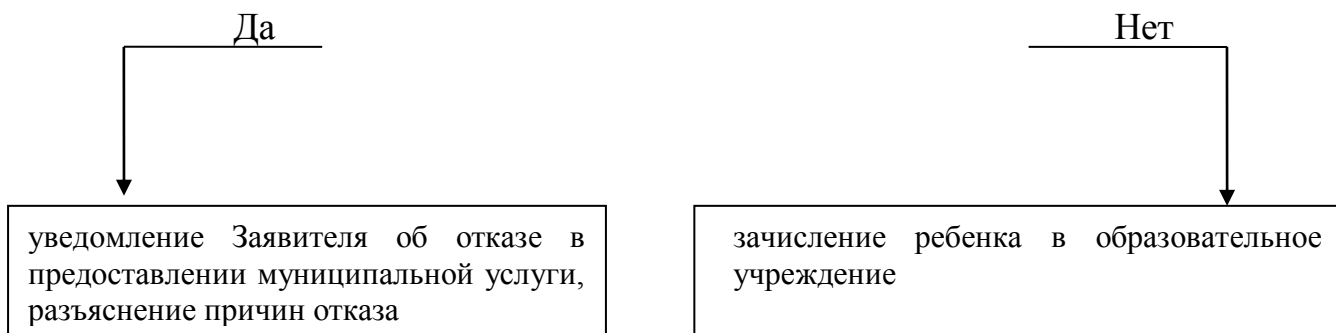 Да
Нет
уведомление Заявителя об отказе в
предоставлении муниципальной услуги,
разъяснение причин отказа
зачисление ребенка в образовательное
учреждение